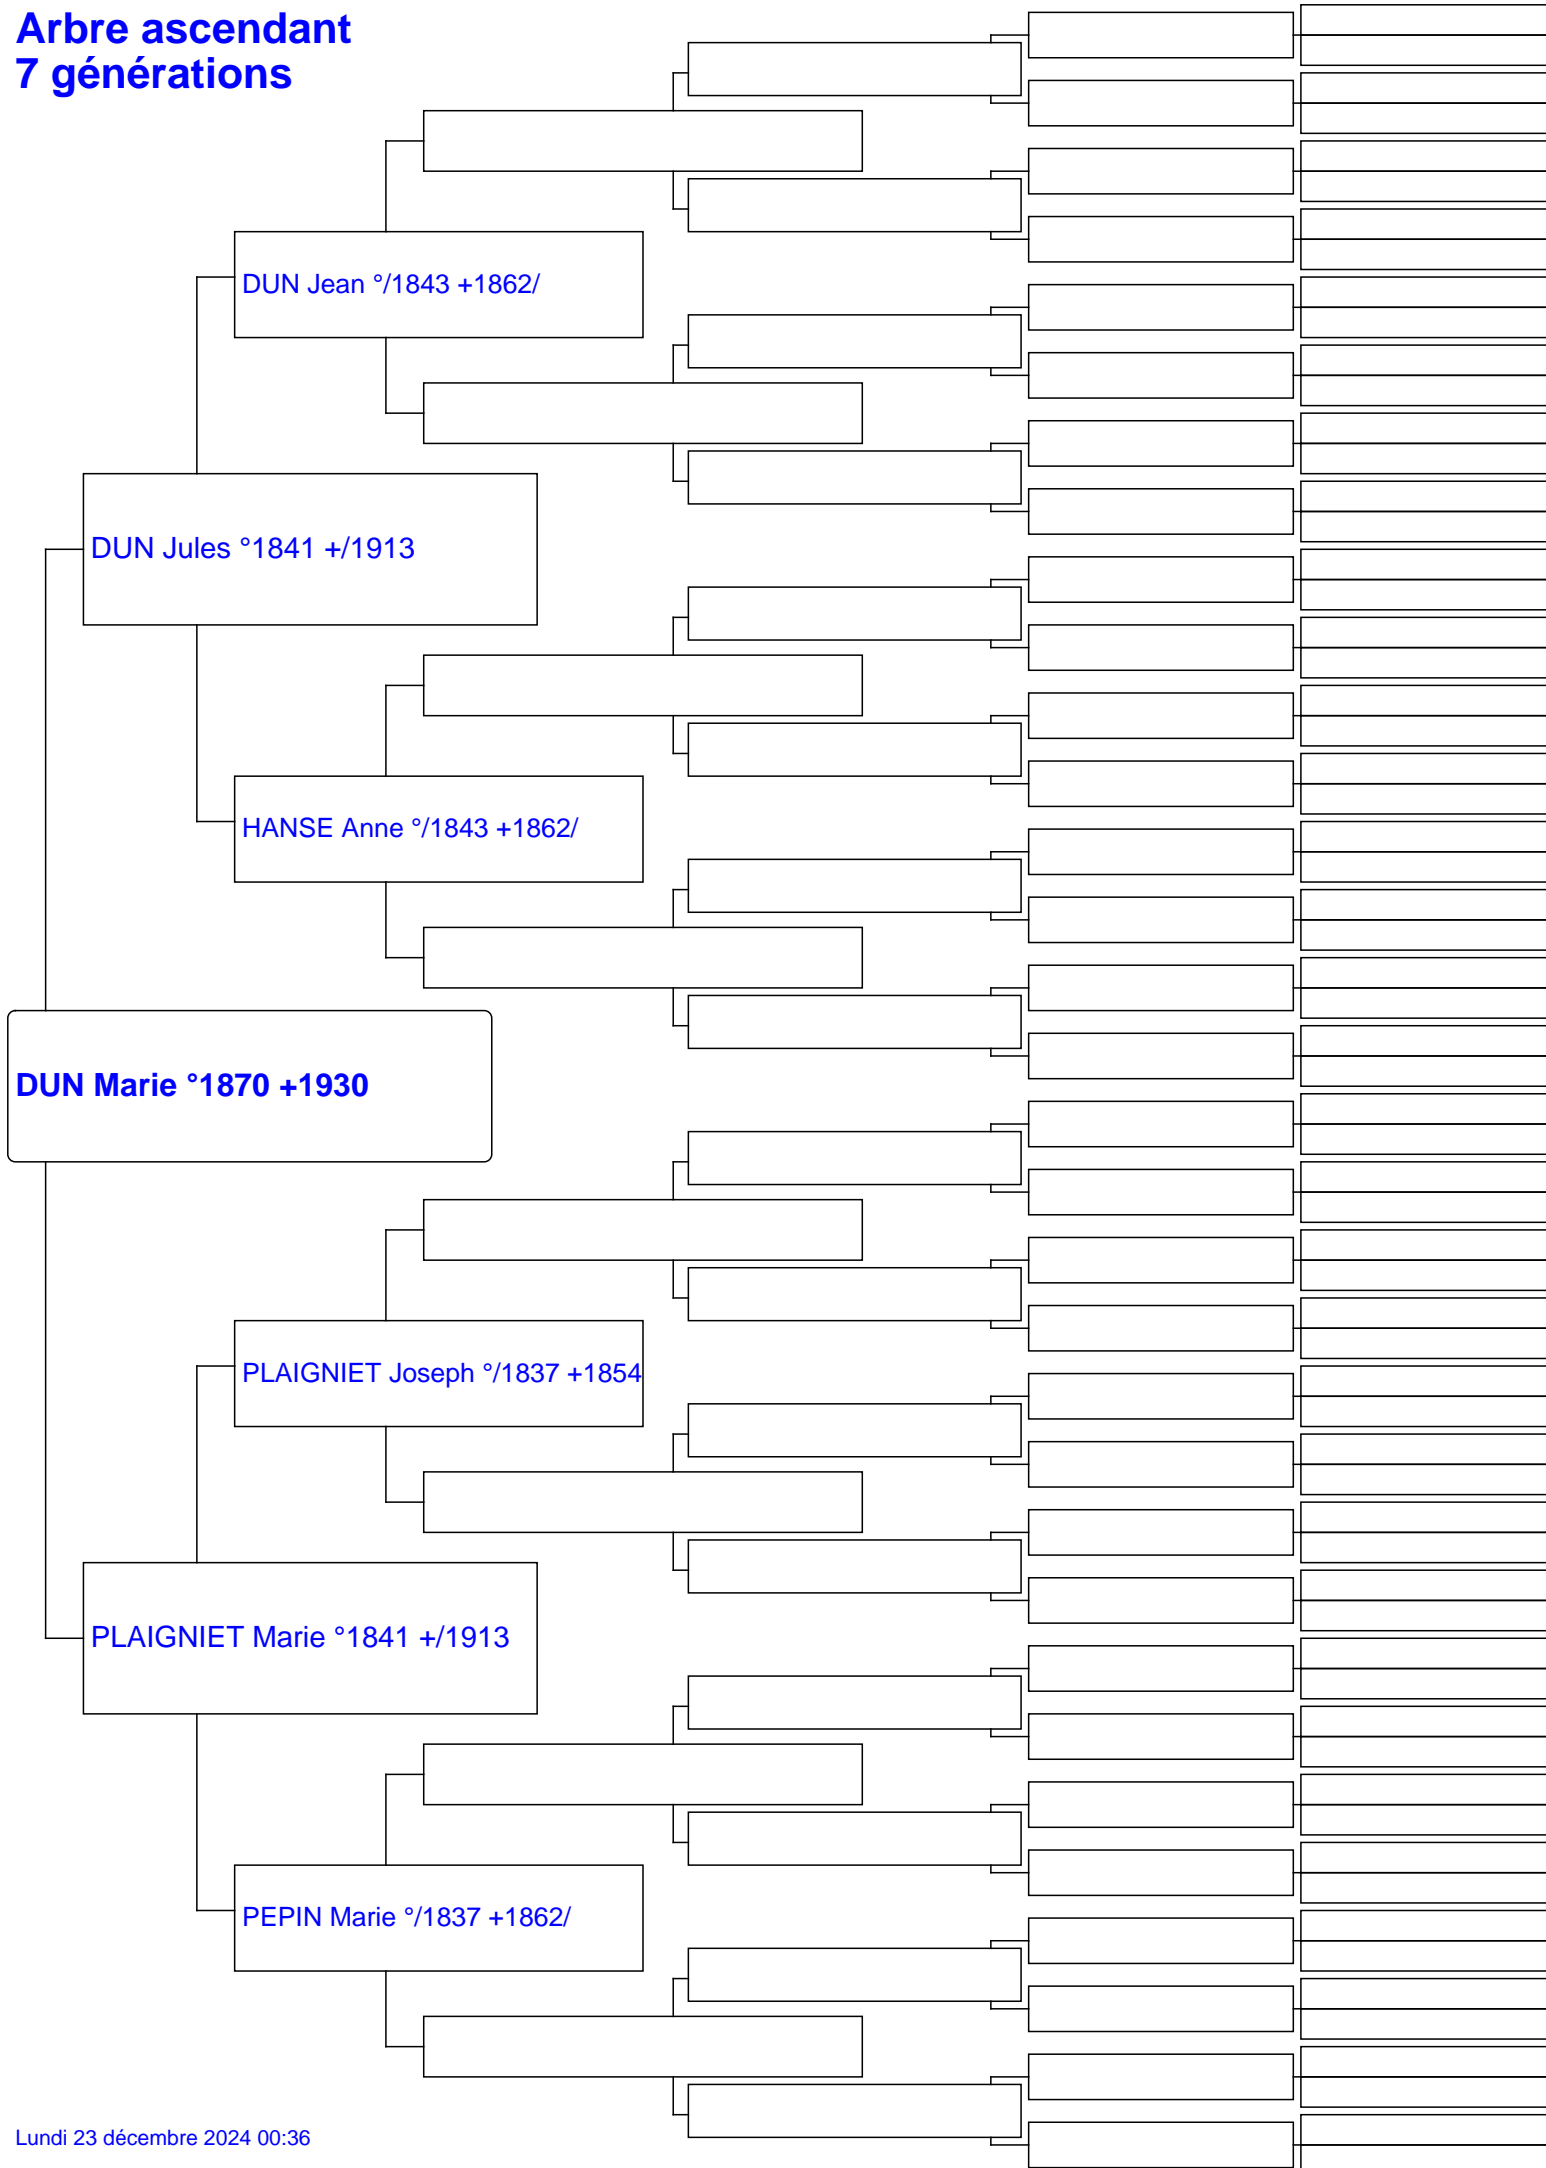 Arbre ascendant
7 générations
DUN Jean °/1843 +1862/
DUN Jules °1841 +/1913
HANSE Anne °/1843 +1862/
DUN Marie °1870 +1930
PLAIGNIET Joseph °/1837 +1854
PLAIGNIET Marie °1841 +/1913
PEPIN Marie °/1837 +1862/
Lundi 23 décembre 2024 00:36